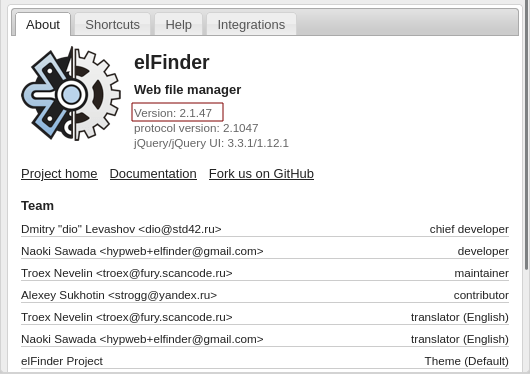 About Shortcuts Help Integrations
elFinder
Web file manager
Version: 2.1.47
protocol version: 2.1047
jQuery/jQuery UI: 3.3.1/1.12.1
Project home Documentation Fork us on GitHub
Team
Dmitry "dio" Levashov <dio@std42.ru> chief developer
Naoki Sawada <hypweb+elfinder@gmail.com> developer
Troex Nevelin <troex@fury.scancode.ru> maintainer
Alexey Sukhotin <strogg@yandex.ru> contributor
Troex Nevelin <troex@fury.scancode.ru> translator (English)
Naoki Sawada <hypweb+elfinder@gmail.com> translator (English)
elFinder Project Theme (Default)